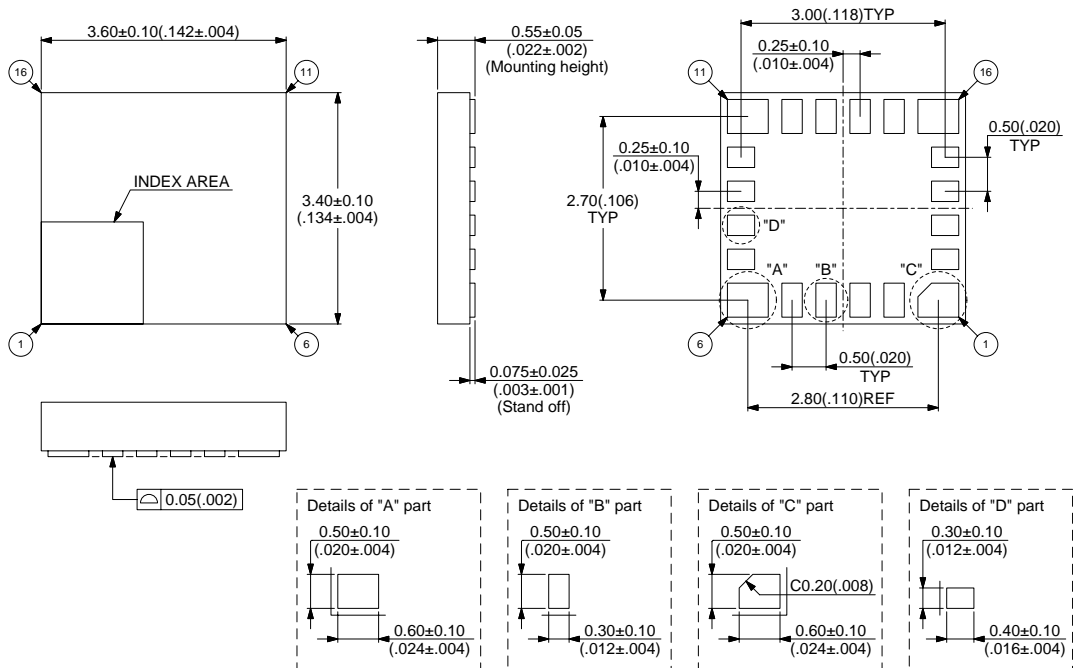 3.60±0.10(.142±.004)
16
11
INDEX AREA
3.40±0.10
(.134±.004)
1
6
0.55±0.05
(.022±.002)
(Mounting height)
0.075±0.025
(.003±.001)
(Stand off)
3.00(.118)TYP
0.25±0.10
(.010±.004)
11
16
0.50(.020)
TYP
0.25±0.10
(.010±.004)
2.70(.106)
TYP
"D"
"A"
"B"
"C"
6
1
0.50(.020)
TYP
2.80(.110)REF
0.05(.002)
Details of "A" part
0.50±0.10
(.020±.004)
0.60±0.10
(.024±.004)
Details of "B" part
0.50±0.10
(.020±.004)
0.30±0.10
(.012±.004)
Details of "C" part
0.50±0.10
(.020±.004)
C0.20(.008)
0.60±0.10
(.024±.004)
Details of "D" part
0.30±0.10
(.012±.004)
0.40±0.10
(.016±.004)